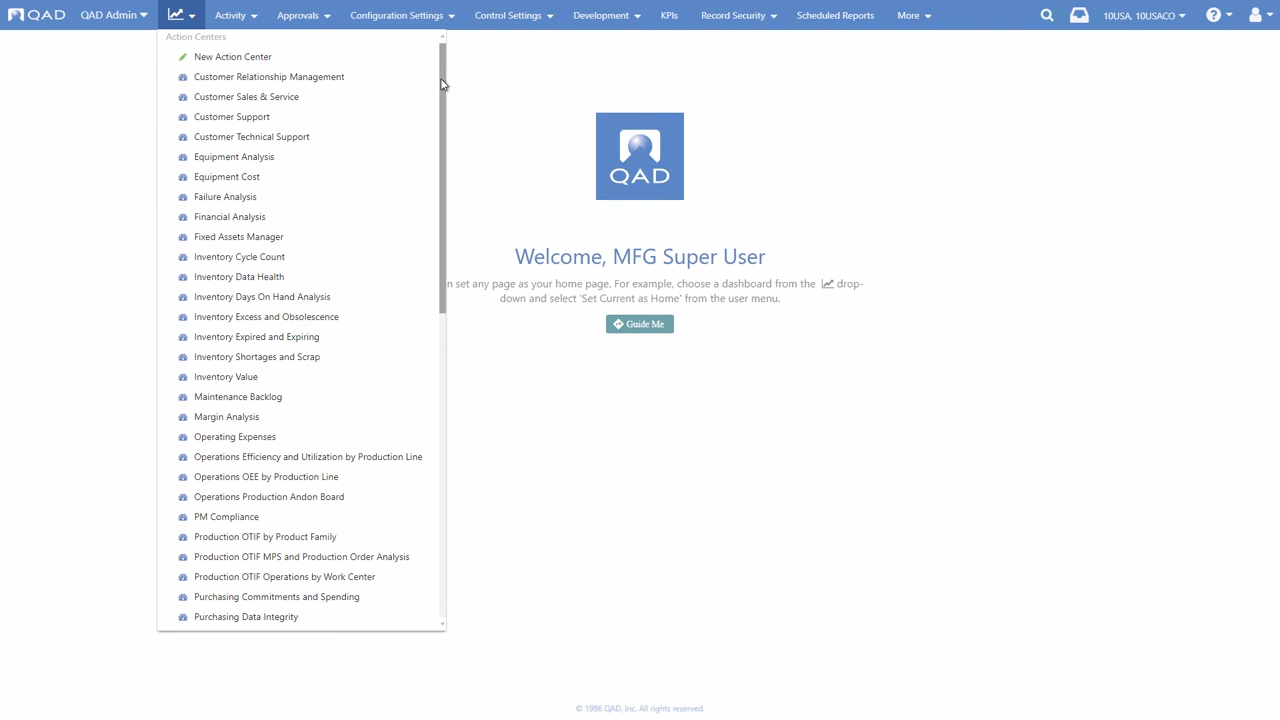 QAD QAD Admin Activity Approvals Configuration Settings Control Settings Development KPIs Record Security Scheduled Reports More 10USA, 10USACO ?
Action Centers
New Action Center
Customer Relationship Management
Customer Sales & Service
Customer Support
Customer Technical Support
Equipment Analysis
Equipment Cost
Failure Analysis
Financial Analysis
Fixed Assets Manager
Inventory Cycle Count
Inventory Data Health
Inventory Days On Hand Analysis
Inventory Excess and Obsolescence
Inventory Expired and Expiring
Inventory Shortages and Scrap
Inventory Value
Maintenance Backlog
Margin Analysis
Operating Expenses
Operations Efficiency and Utilization by Production Line
Operations OEE by Production Line
Operations Production Andon Board
PM Compliance
Production OTIF by Product Family
Production OTIF MPS and Production Order Analysis
Production OTIF Operations by Work Center
Purchasing Commitments and Spending
Purchasing Data Integrity
QAD
Welcome, MFG Super User
n set any page as your home page. For example, choose a dashboard from the drop-
down and select 'Set Current as Home' from the user menu.
Guide Me
© 1986 QAD, Inc. All rights reserved.